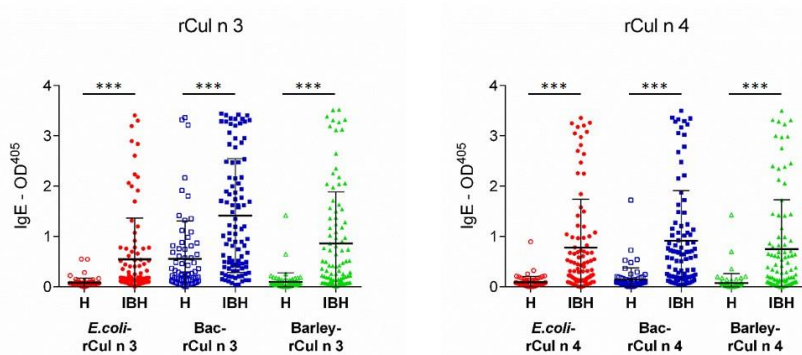 rCul n 3
IgE - OD405
4
3
2
1
0
***
***
***
H
IBH
H
IBH
H
IBH
E.coli-
rCul n 3
Bac-
rCul n 3
Barley-
rCul n 3
rCul n 4
IgE - OD405
4
3
2
1
0
***
***
***
H
IBH
H
IBH
H
IBH
E.coli-
rCul n 4
Bac-
rCul n 4
Barley-
rCul n 4